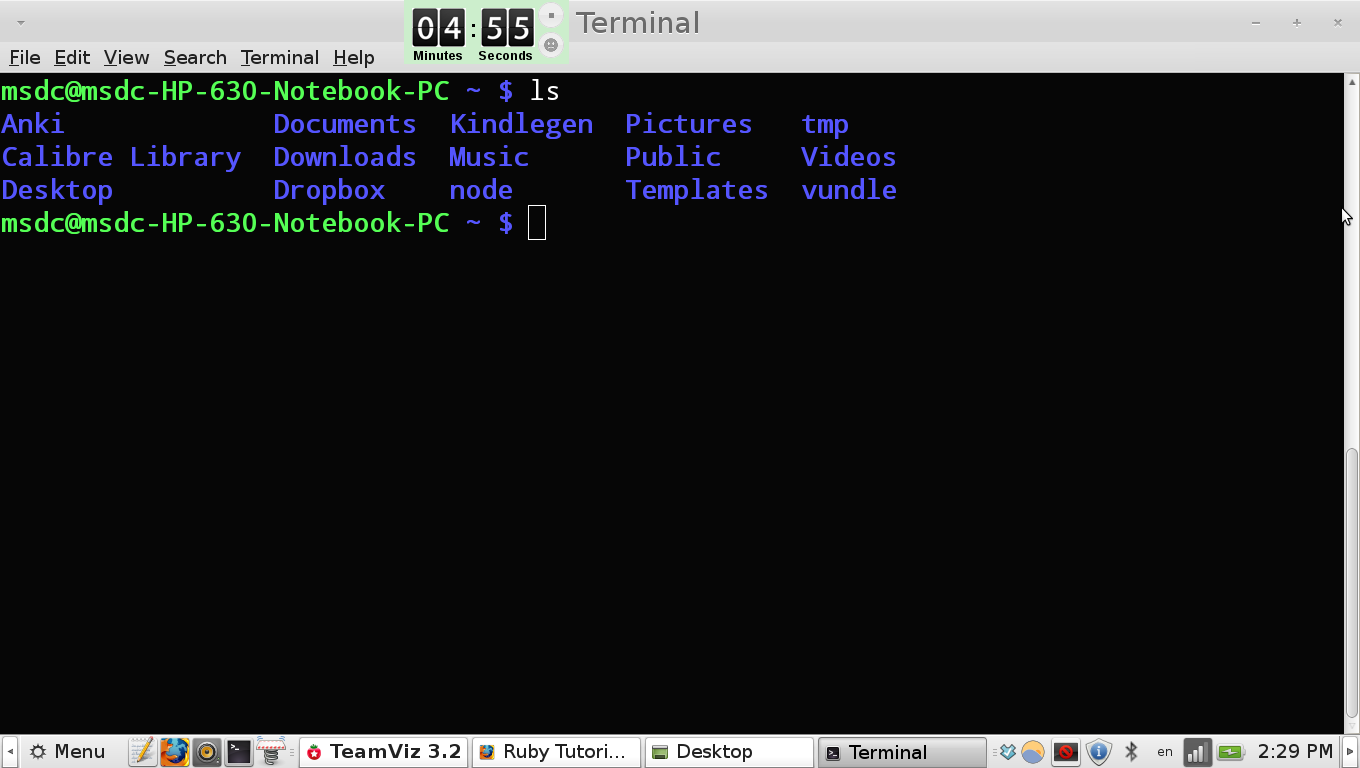 04:55
Minutes Seconds
Terminal
File Edit View Search Terminal Help
msdc@msdc-HP-630-Notebook-PC ~ $ ls
Anki Documents Kindlegen Pictures tmp
Calibre Library Downloads Music Public Videos
Desktop Dropbox node Templates vundle
msdc@msdc-HP-630-Notebook-PC ~ $
Menu TeamViz 3.2 Ruby Tutori... Desktop Terminal en 2:29 PM